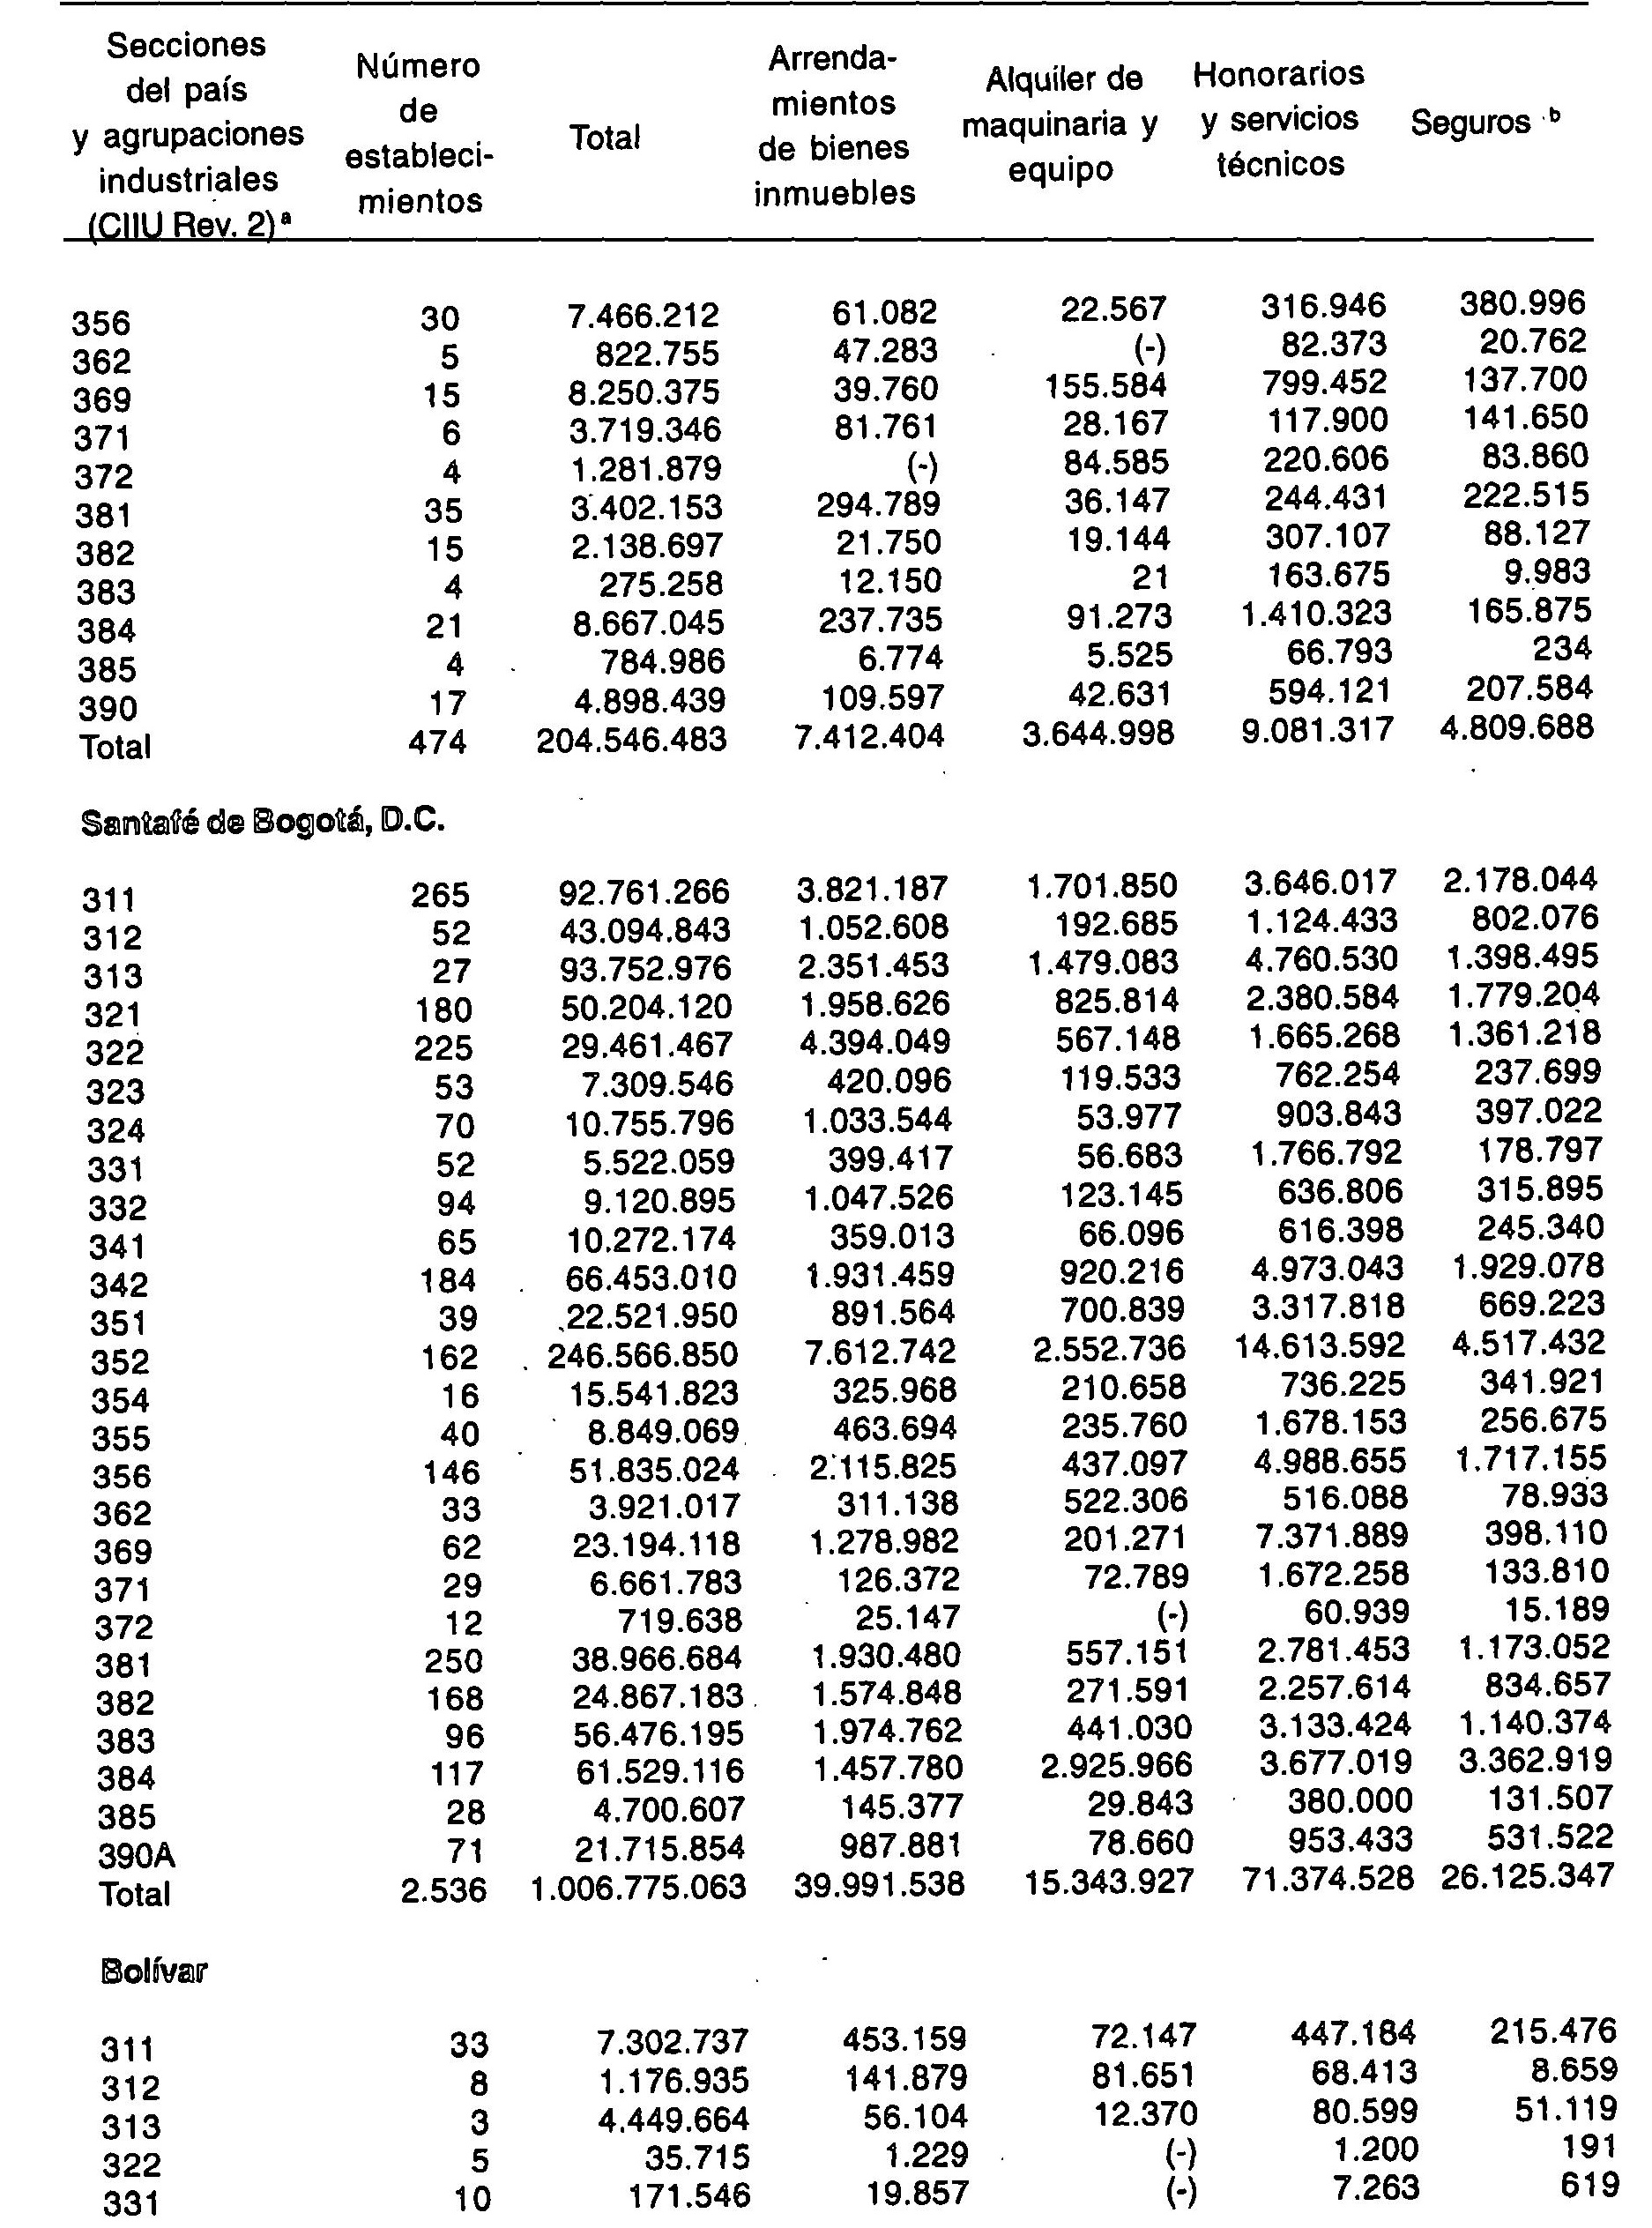 Secciones del país y agrupaciones industriales (CIIU Rev. 2) a | Número de estableci- mientos | Total | Arrenda- mientos de bienes inmuebles | Alquiler de maquinaria y equipo | Honorarios y servicios técnicos | Seguros b
356 30 7.466.212 61.082 22.567 316.946 380.996
362 5 822.755 47.283 (-) 82.373 20.762
369 15 8.250.375 39.760 155.584 799.452 137.700
371 6 3.719.346 81.761 28.167 117.900 141.650
372 4 1.281.879 (-) 84.585 220.606 83.860
381 35 3.402.153 294.789 36.147 244.431 222.515
382 15 2.138.697 21.750 19.144 307.107 88.127
383 4 275.258 12.150 21 163.675 9.983
384 21 8.667.045 237.735 91.273 1.410.323 165.875
385 4 784.986 6.774 5.525 66.793 234
390 17 4.898.439 109.597 42.631 594.121 207.584
Total 474 204.546.483 7.412.404 3.644.998 9.081.317 4.809.688
Santafé de Bogotá, D.C.
311 265 92.761.266 3.821.187 1.701.850 3.646.017 2.178.044
312 52 43.094.843 1.052.608 192.685 1.124.433 802.076
313 27 93.752.976 2.351.453 1.479.083 4.760.530 1.398.495
321 180 50.204.120 1.958.626 825.814 2.380.584 1.779.204
322 225 29.461.467 4.394.049 567.148 1.665.268 1.361.218
323 53 7.309.546 420.096 119.533 762.254 237.699
324 70 10.755.796 1.033.544 53.977 903.843 397.022
331 52 5.522.059 399.417 56.683 1.766.792 178.797
332 94 9.120.895 1.047.526 123.145 636.806 315.895
341 65 10.272.174 359.013 66.096 616.398 245.340
342 184 66.453.010 1.931.459 920.216 4.973.043 1.929.078
351 39 22.521.950 891.564 700.839 3.317.818 669.223
352 162 246.566.850 7.612.742 2.552.736 14.613.592 4.517.432
354 16 15.541.823 325.968 210.658 736.225 341.921
355 40 8.849.069 463.694 235.760 1.678.153 256.675
356 146 51.835.024 2.115.825 437.097 4.988.655 1.717.155
362 33 3.921.017 311.138 522.306 516.088 78.933
369 62 23.194.118 1.278.982 201.271 7.371.889 398.110
371 29 6.661.783 126.372 72.789 1.672.258 133.810
372 12 719.638 25.147 (-) 60.939 15.189
381 250 38.966.684 1.930.480 557.151 2.781.453 1.173.052
382 168 24.867.183 1.574.848 271.591 2.257.614 834.657
383 96 56.476.195 1.974.762 441.030 3.133.424 1.140.374
384 117 61.529.116 1.457.780 2.925.966 3.677.019 3.362.919
385 28 4.700.607 145.377 29.843 380.000 131.507
390A 71 21.715.854 987.881 78.660 953.433 531.522
Total 2.536 1.006.775.063 39.991.538 15.343.927 71.374.528 26.125.347
Bolívar
311 33 7.302.737 453.159 72.147 447.184 215.476
312 8 1.176.935 141.879 81.651 68.413 8.659
313 3 4.449.664 56.104 12.370 80.599 51.119
322 5 35.715 1.229 (-) 1.200 191
331 10 171.546 19.857 (-) 7.263 619